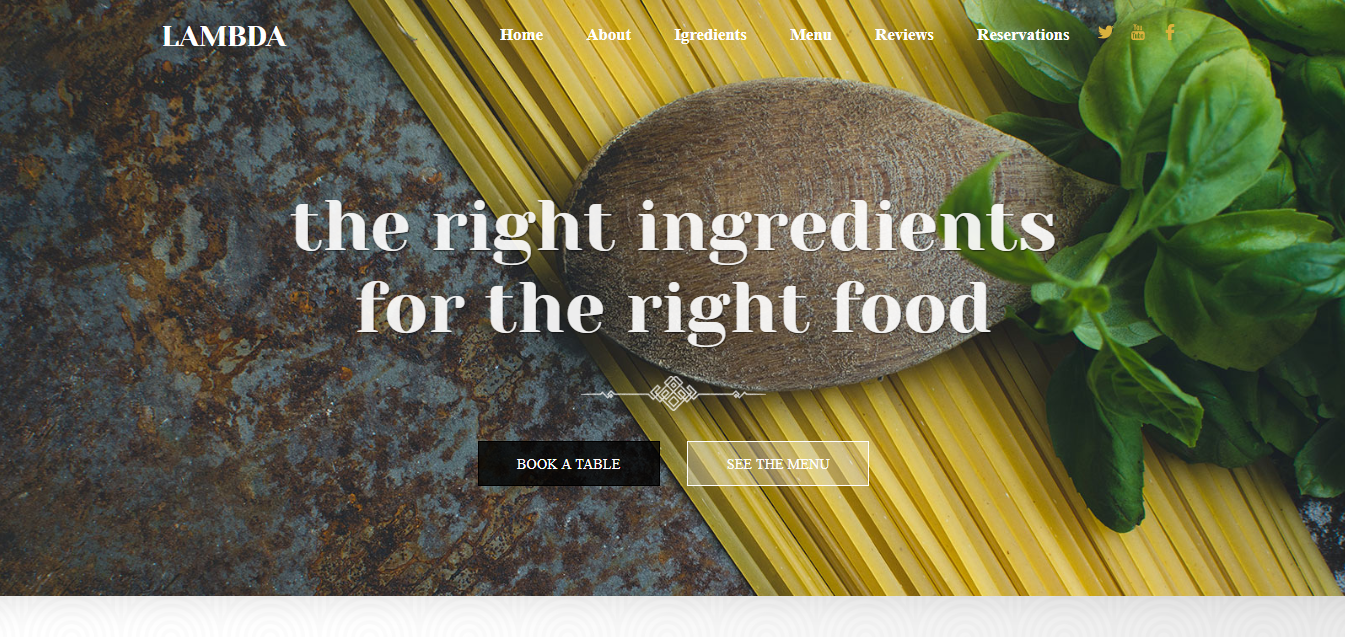 LAMBDA
Home About Igredients Menu Reviews Reservations
the right ingredients
for the right food
BOOK A TABLE SEE THE MENU